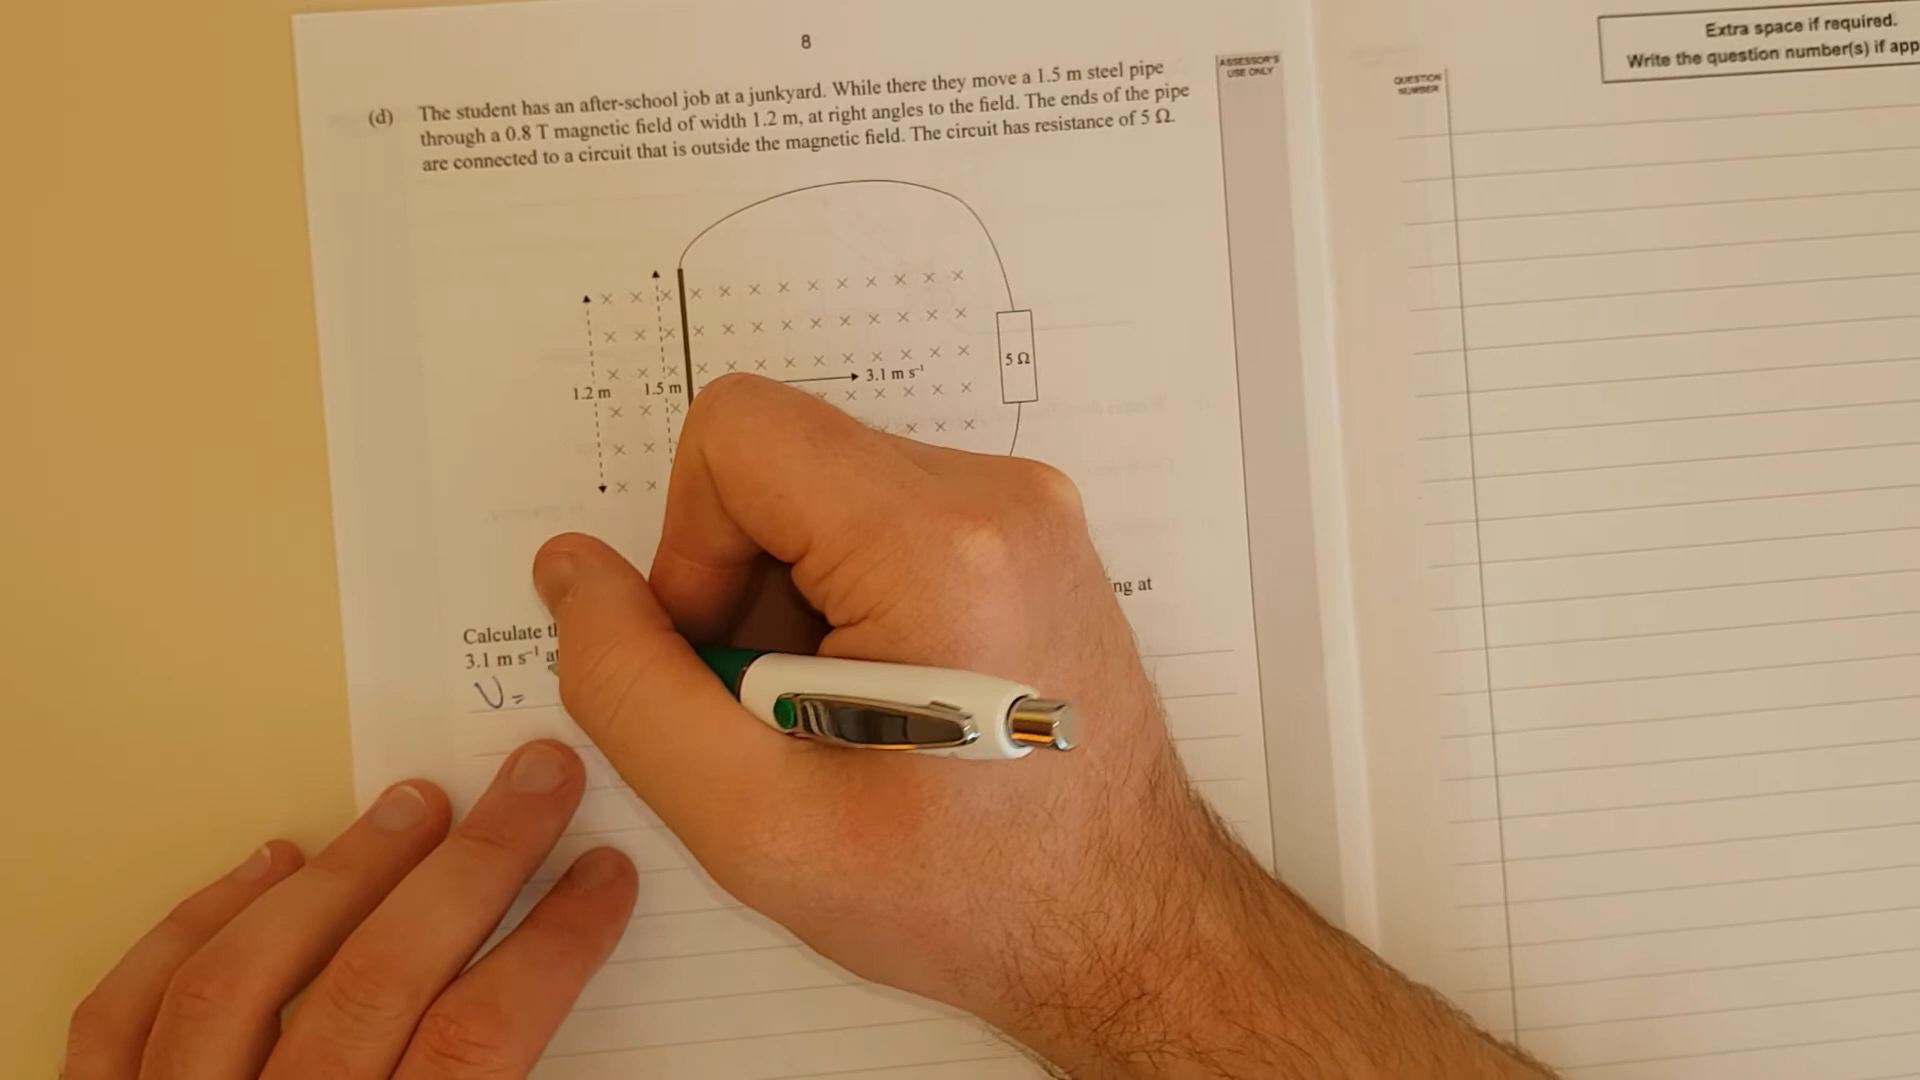 8
(d) The student has an after-school job at a junkyard. While there they move a 1.5 m steel pipe
through a 0.8 T magnetic field of width 1.2 m, at right angles to the field. The ends of the pipe
are connected to a circuit that is outside the magnetic field. The circuit has resistance of 5 Ω.
ASSESSOR'S
USE ONLY
1.2 m
1.5 m
3.1 m s⁻¹
5 Ω
ng at
Calculate
3.1 m s⁻¹
V =
Extra space if required.
Write the question number(s) if app
QUESTION
NUMBER